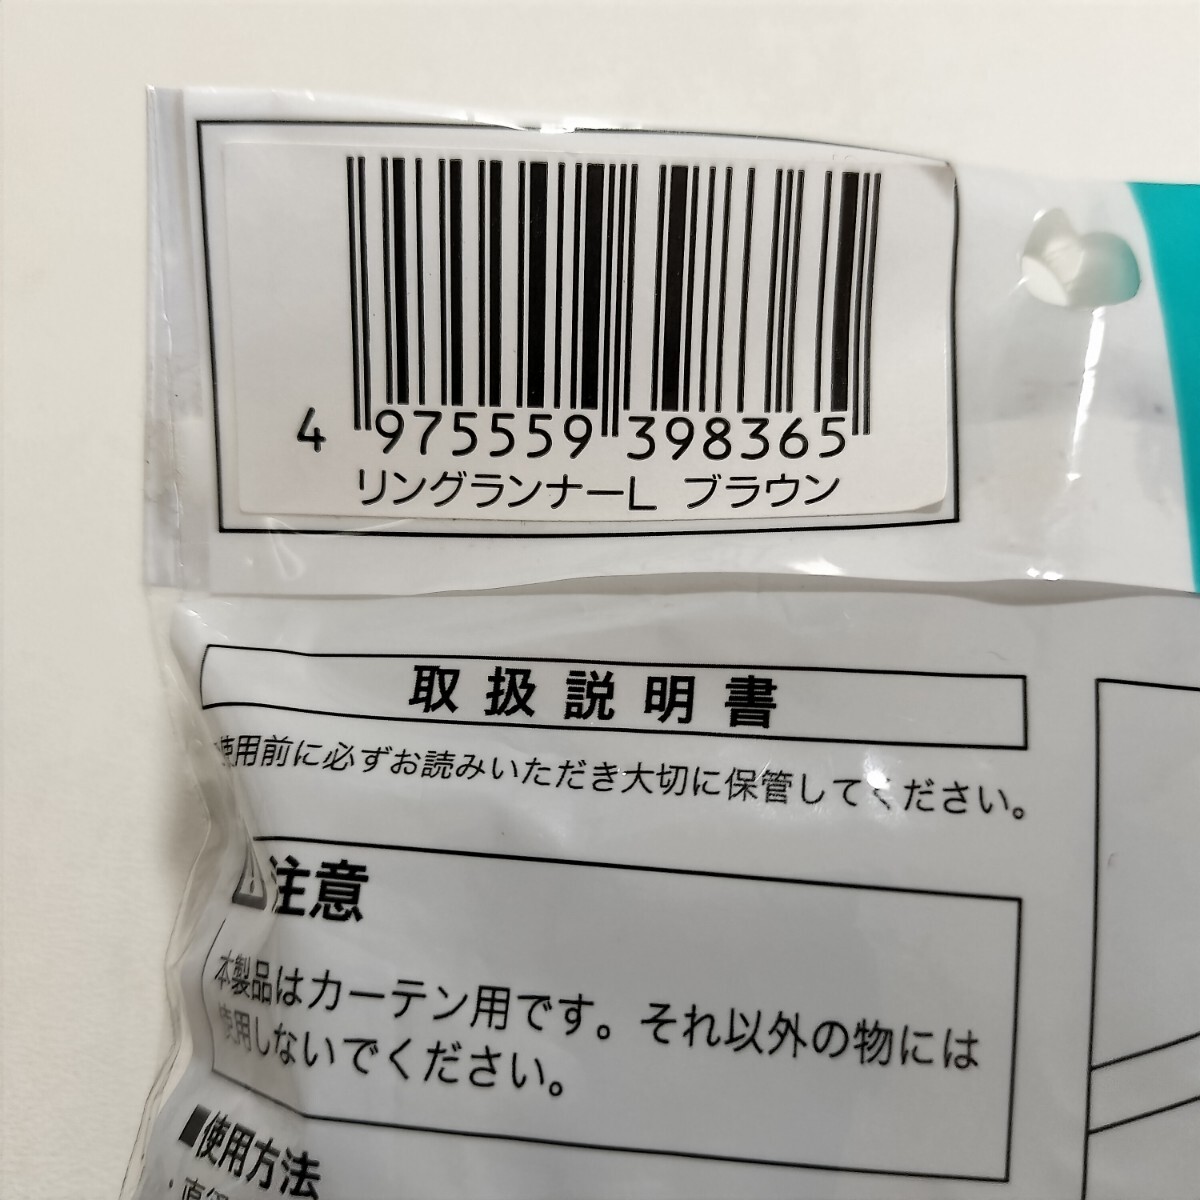 4 975559 398365
リングランナーL ブラウン
取扱説明書
使用前に必ずお読みいただき大切に保管してください。
注意
本製品はカーテン用です。それ以外の物には
使用しないでください。
■使用方法